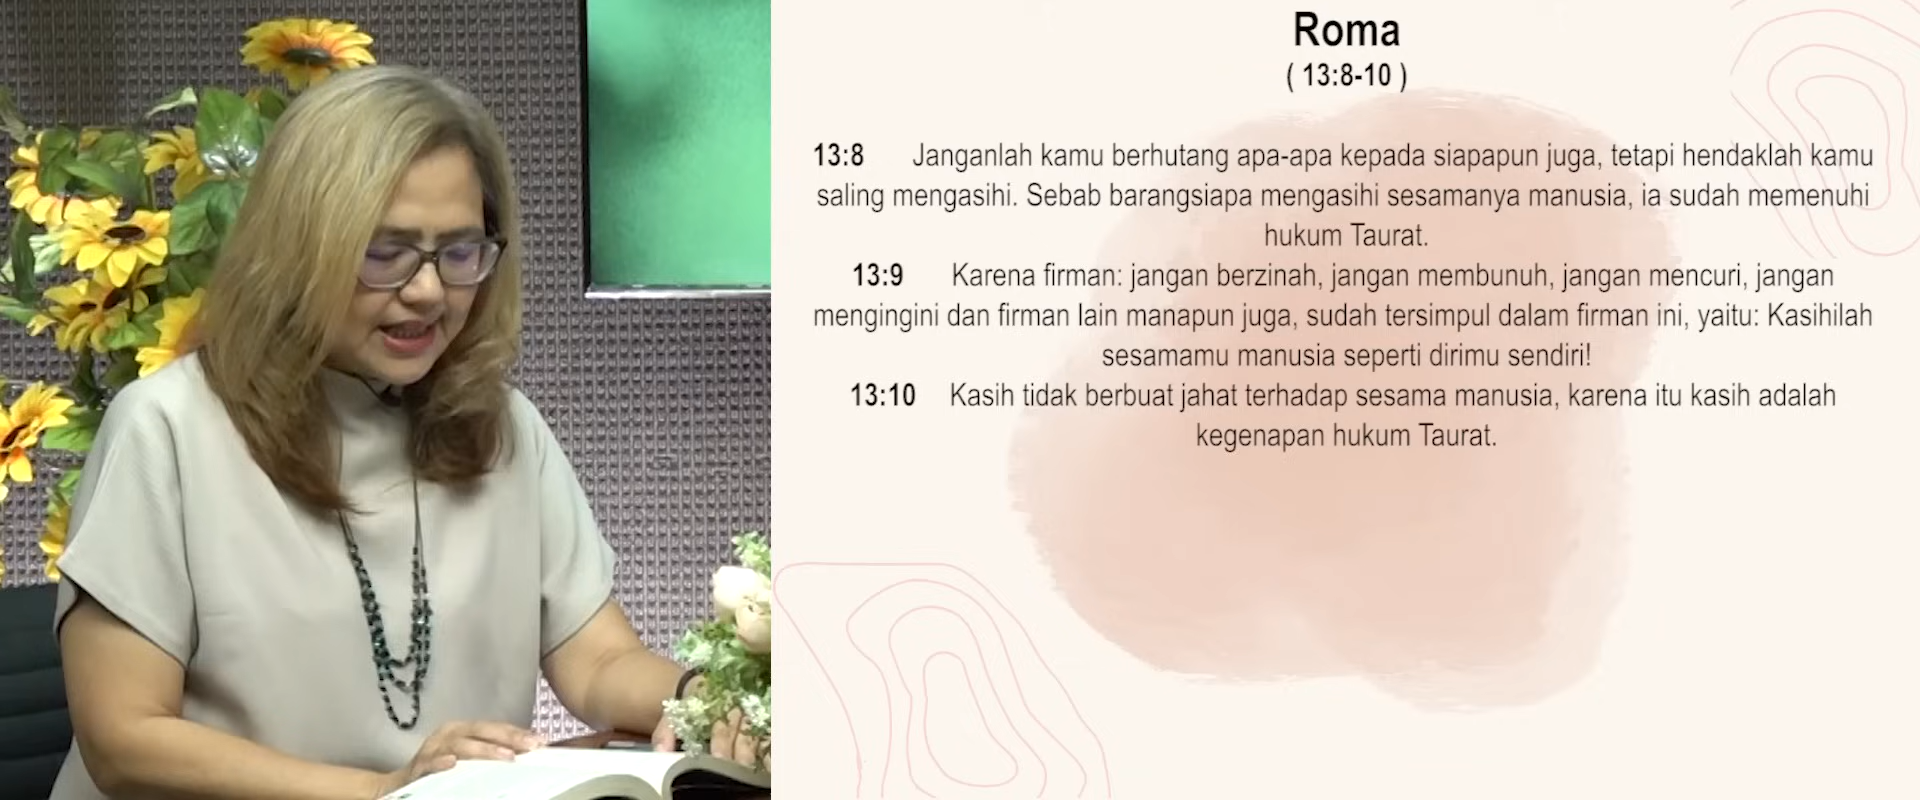 Roma
( 13:8-10 )
13:8 Janganlah kamu berhutang apa-apa kepada siapapun juga, tetapi hendaklah kamu
saling mengasihi. Sebab barangsiapa mengasihi sesamanya manusia, ia sudah memenuhi
hukum Taurat.
13:9 Karena firman: jangan berzinah, jangan membunuh, jangan mencuri, jangan
mengingini dan firman lain manapun juga, sudah tersimpul dalam firman ini, yaitu: Kasihilah
sesamamu manusia seperti dirimu sendiri!
13:10 Kasih tidak berbuat jahat terhadap sesama manusia, karena itu kasih adalah
kegenapan hukum Taurat.